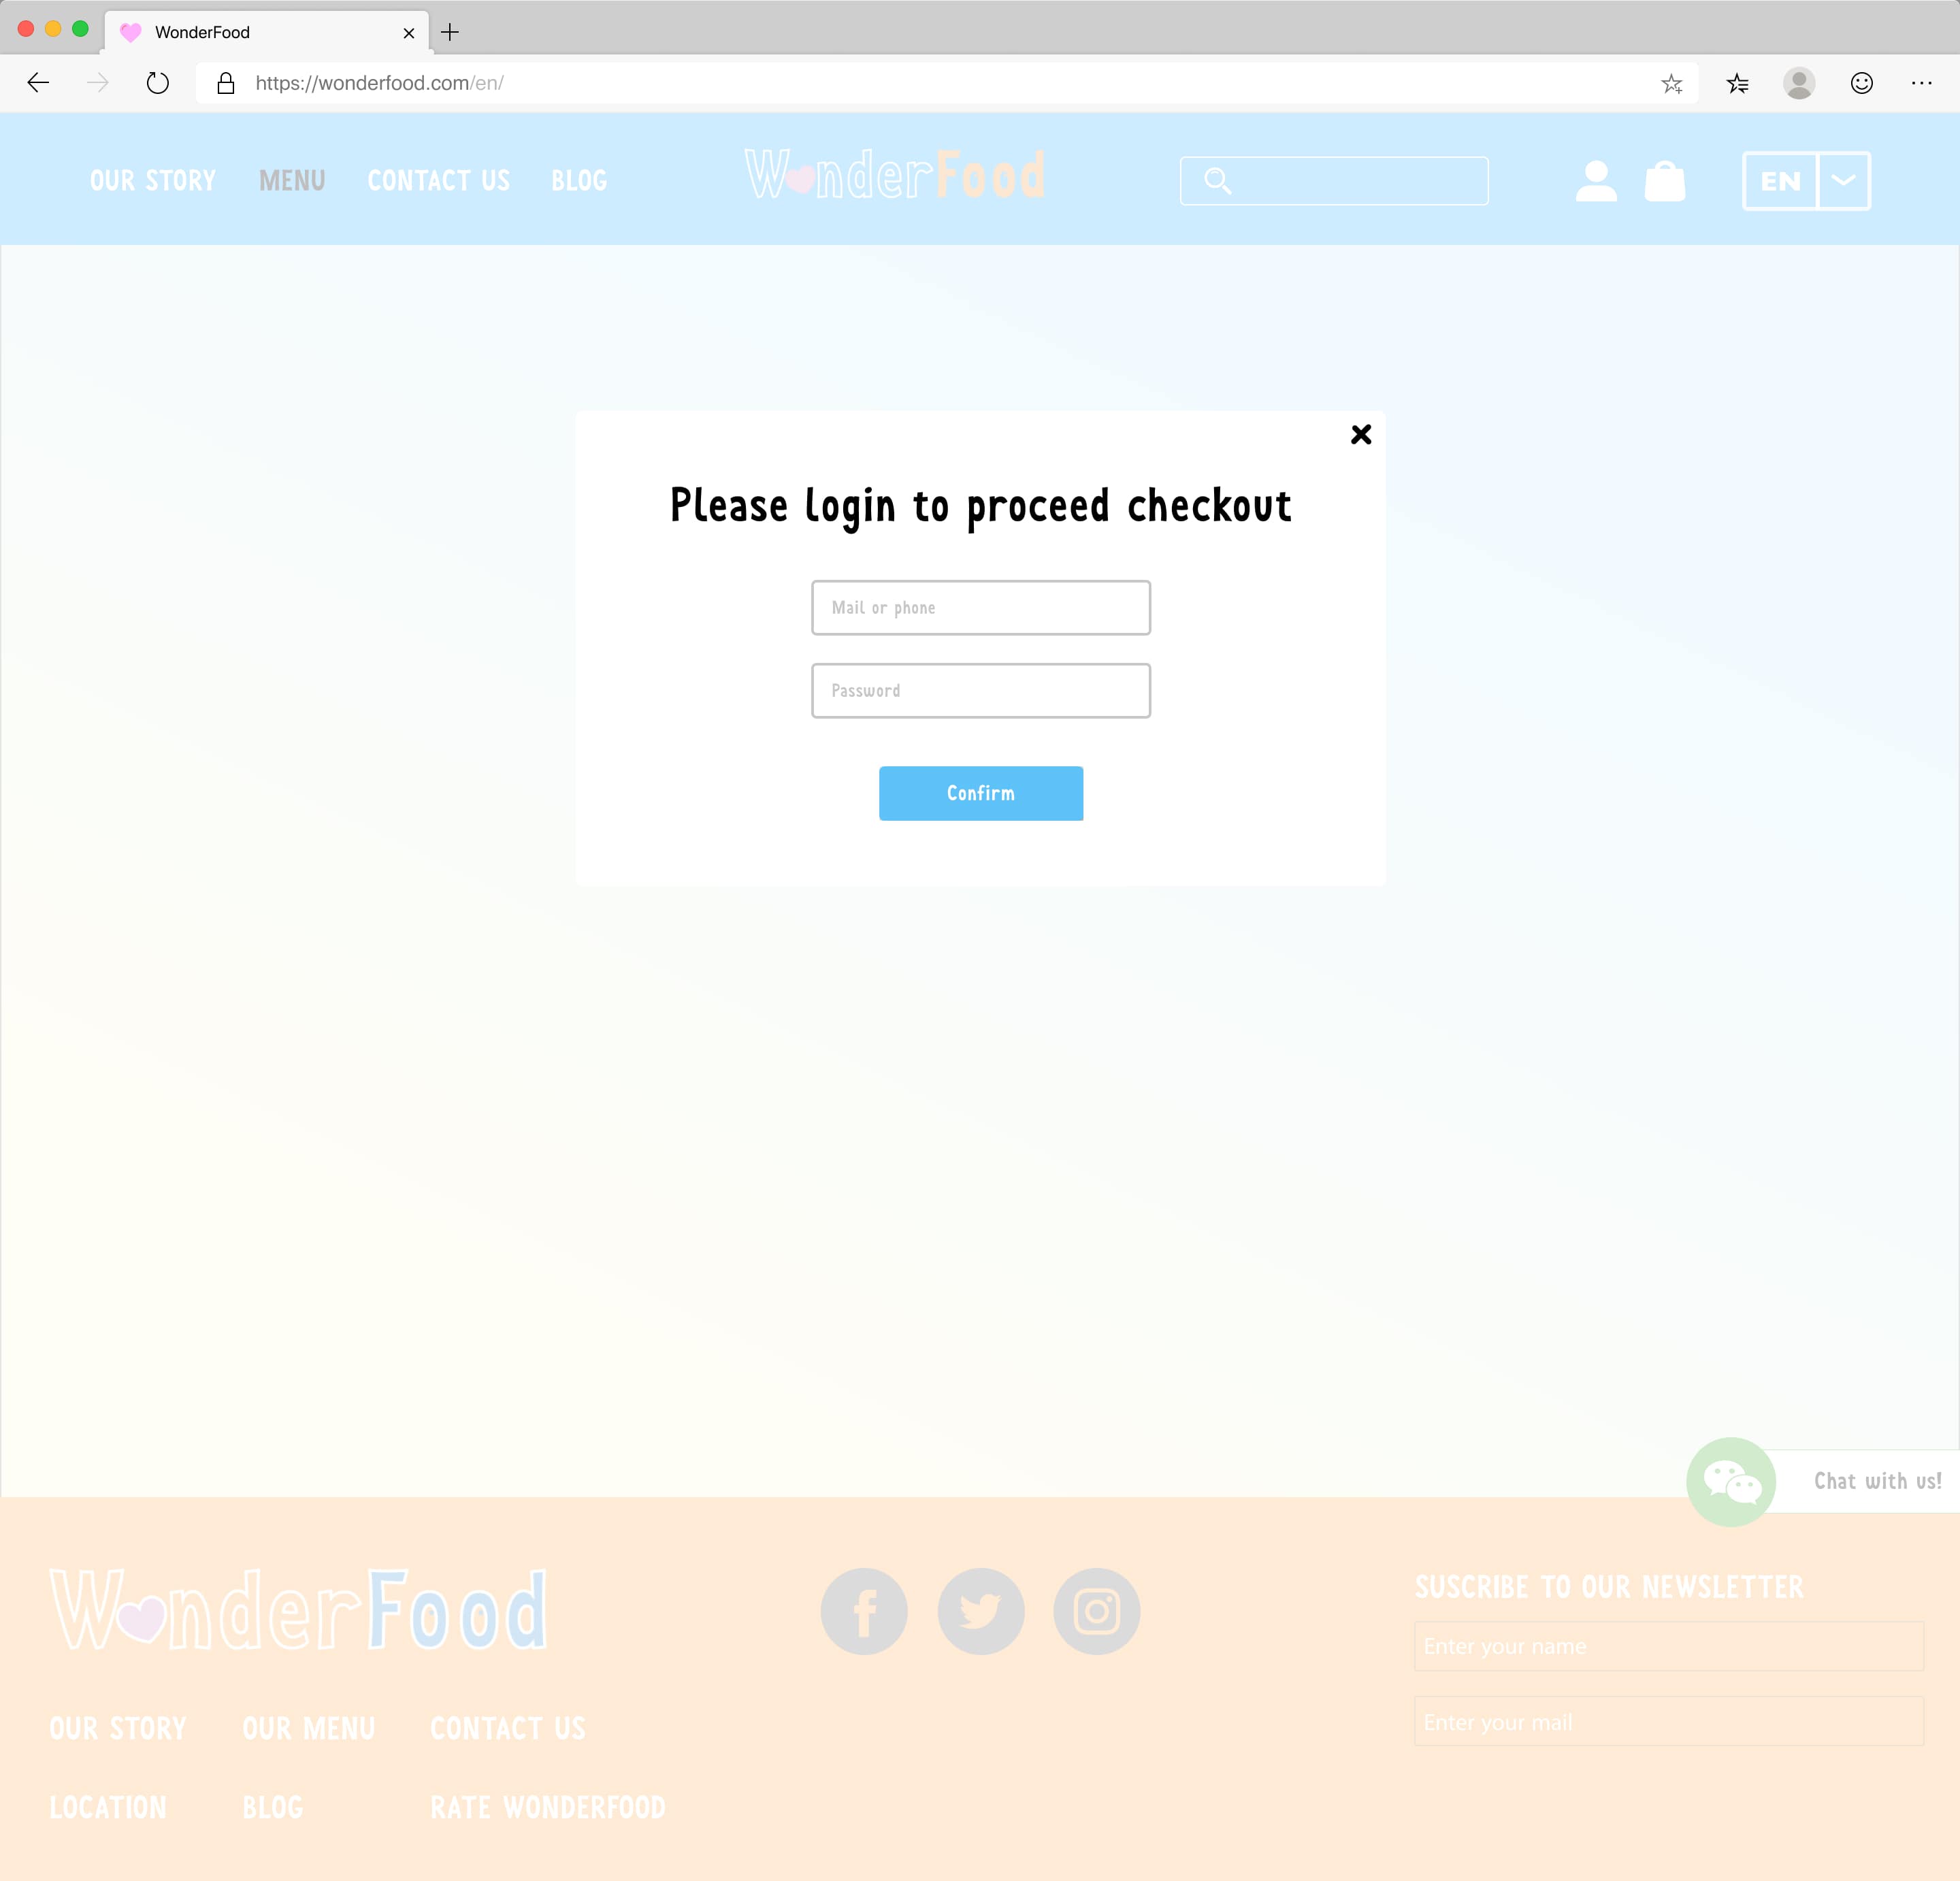 WonderFood
https://wonderfood.com/en/
OUR STORY MENU CONTACT US BLOG
WonderFood
EN
Please login to proceed checkout
Mail or phone
Password
Confirm
Chat with us!
WonderFood
SUSCRIBE TO OUR NEWSLETTER
Enter your name
Enter your mail
OUR STORY OUR MENU CONTACT US
LOCATION BLOG RATE WONDERFOOD